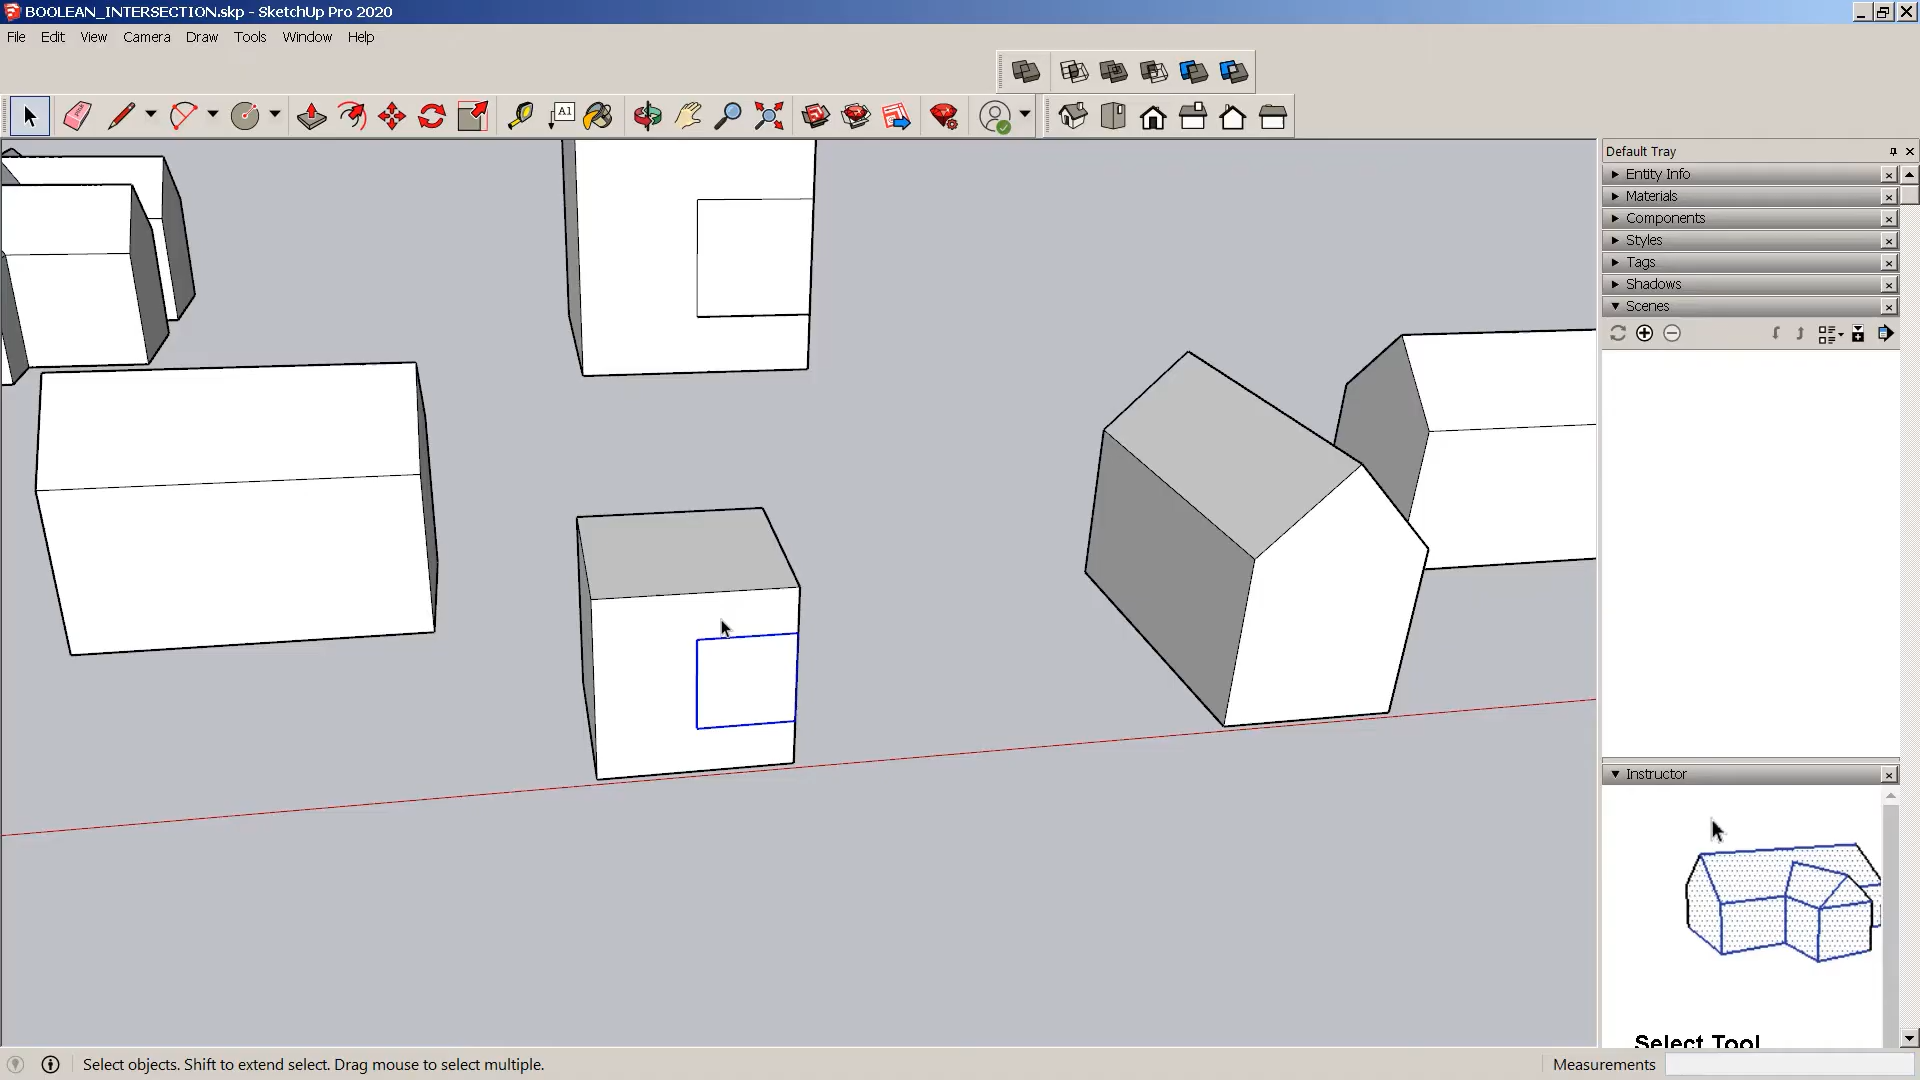 BOOLEAN_INTERSECTION.skp - SketchUp Pro 2020
File Edit View Camera Draw Tools Window Help
A1
Default Tray
Entity Info
Materials
Components
Styles
Tags
Shadows
Scenes
Instructor
Select Tool
Select objects. Shift to extend select. Drag mouse to select multiple.
Measurements